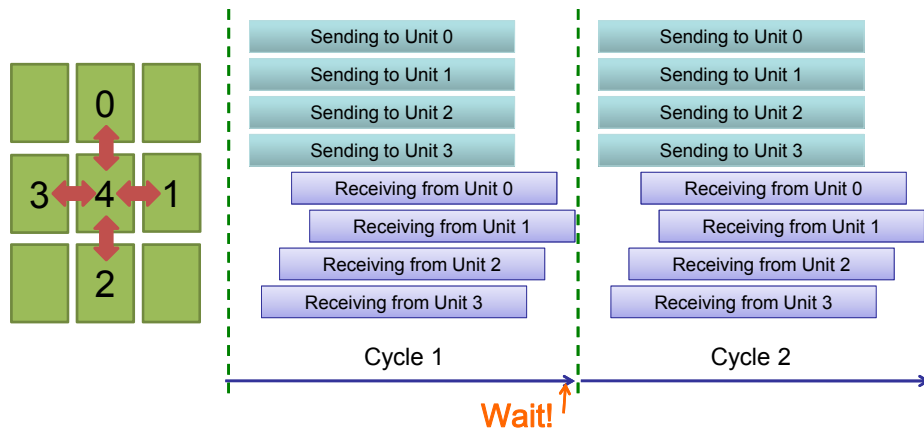 0
3 4 1
2
Sending to Unit 0
Sending to Unit 1
Sending to Unit 2
Sending to Unit 3
Receiving from Unit 0
Receiving from Unit 1
Receiving from Unit 2
Receiving from Unit 3
Cycle 1
Wait!
Sending to Unit 0
Sending to Unit 1
Sending to Unit 2
Sending to Unit 3
Receiving from Unit 0
Receiving from Unit 1
Receiving from Unit 2
Receiving from Unit 3
Cycle 2